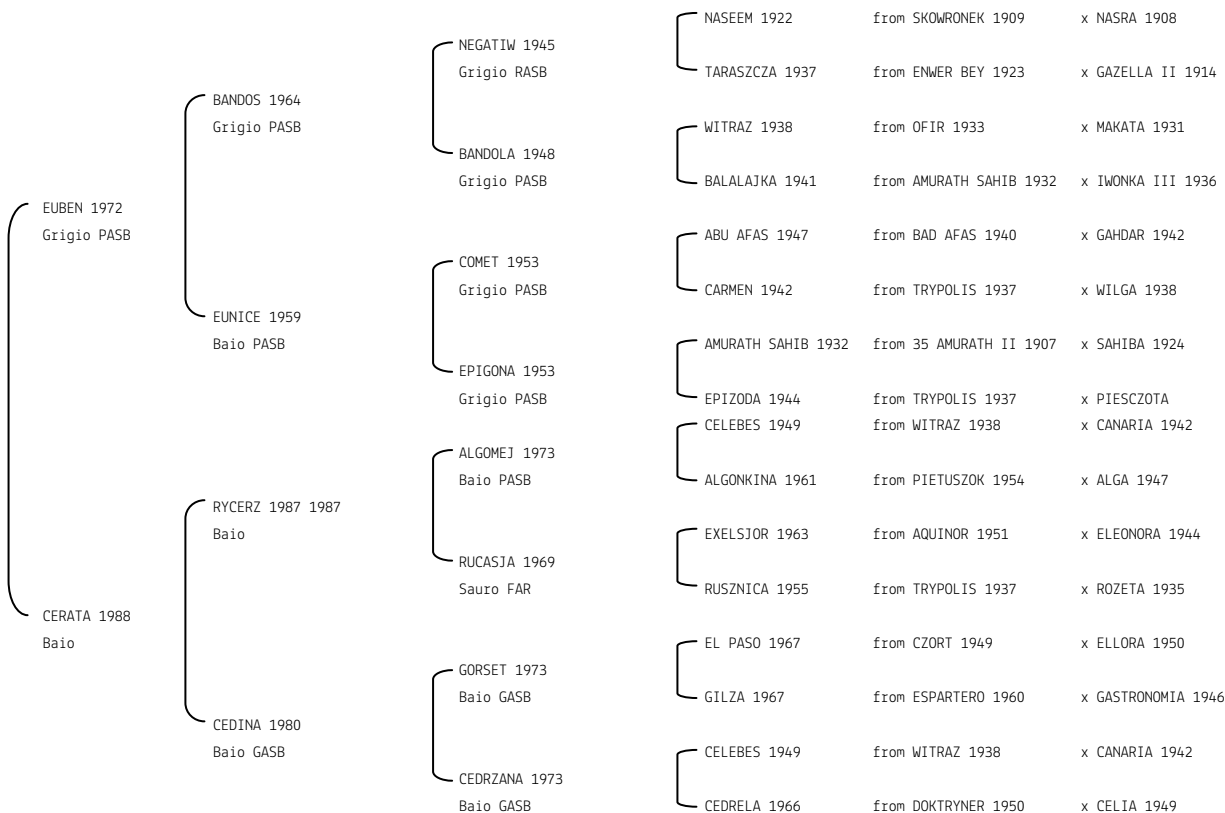 NASEEM 1922 from SKOWRONEK 1909 x NASRA 1908
NEGATIW 1945
Grigio RASB
TARASZCZA 1937 from ENWER BEY 1923 x GAZELLA II 1914
BANDOS 1964
Grigio PASB
WITRAZ 1938 from OFIR 1933 x MAKATA 1931
BANDOLA 1948
Grigio PASB
BALALAJKA 1941 from AMURATH SAHIB 1932 x IWONKA III 1936
EUBEN 1972
Grigio PASB
ABU AFAS 1947 from BAD AFAS 1940 x GAHDAR 1942
COMET 1953
Grigio PASB
CARMEN 1942 from TRYPOLIS 1937 x WILGA 1938
EUNICE 1959
Baio PASB
AMURATH SAHIB 1932 from 35 AMURATH II 1907 x SAHIBA 1924
EPIGONA 1953
Grigio PASB
EPIZODA 1944 from TRYPOLIS 1937 x PIESCZOTA
CELEBES 1949 from WITRAZ 1938 x CANARIA 1942
ALGOMEJ 1973
Baio PASB
ALGONKINA 1961 from PIETUSZOK 1954 x ALGA 1947
RYCERZ 1987 1987
Baio
EXELSJOR 1963 from AQUINOR 1951 x ELEONORA 1944
RUCASJA 1969
Sauro FAR
RUSZNICA 1955 from TRYPOLIS 1937 x ROZETA 1935
CERATA 1988
Baio
EL PASO 1967 from CZORT 1949 x ELLORA 1950
GORSET 1973
Baio GASB
GILZA 1967 from ESPARTERO 1960 x GASTRONOMIA 1946
CEDINA 1980
Baio GASB
CELEBES 1949 from WITRAZ 1938 x CANARIA 1942
CEDRZANA 1973
Baio GASB
CEDRELA 1966 from DOKTRYNER 1950 x CELIA 1949